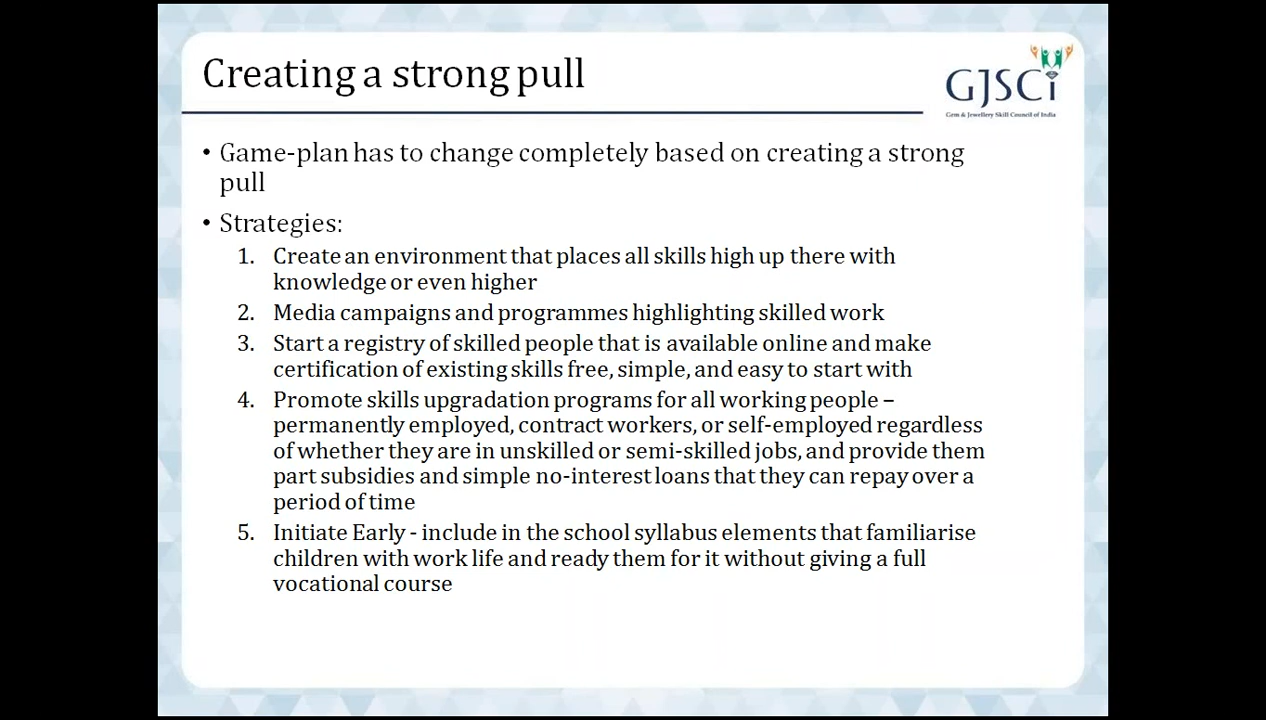 Creating a strong pull
GJSCi
Gem & Jewellery Skill Council of India
• Game-plan has to change completely based on creating a strong
pull
• Strategies:
1. Create an environment that places all skills high up there with
knowledge or even higher
2. Media campaigns and programmes highlighting skilled work
3. Start a registry of skilled people that is available online and make
certification of existing skills free, simple, and easy to start with
4. Promote skills upgradation programs for all working people –
permanently employed, contract workers, or self-employed regardless
of whether they are in unskilled or semi-skilled jobs, and provide them
part subsidies and simple no-interest loans that they can repay over a
period of time
5. Initiate Early - include in the school syllabus elements that familiarise
children with work life and ready them for it without giving a full
vocational course